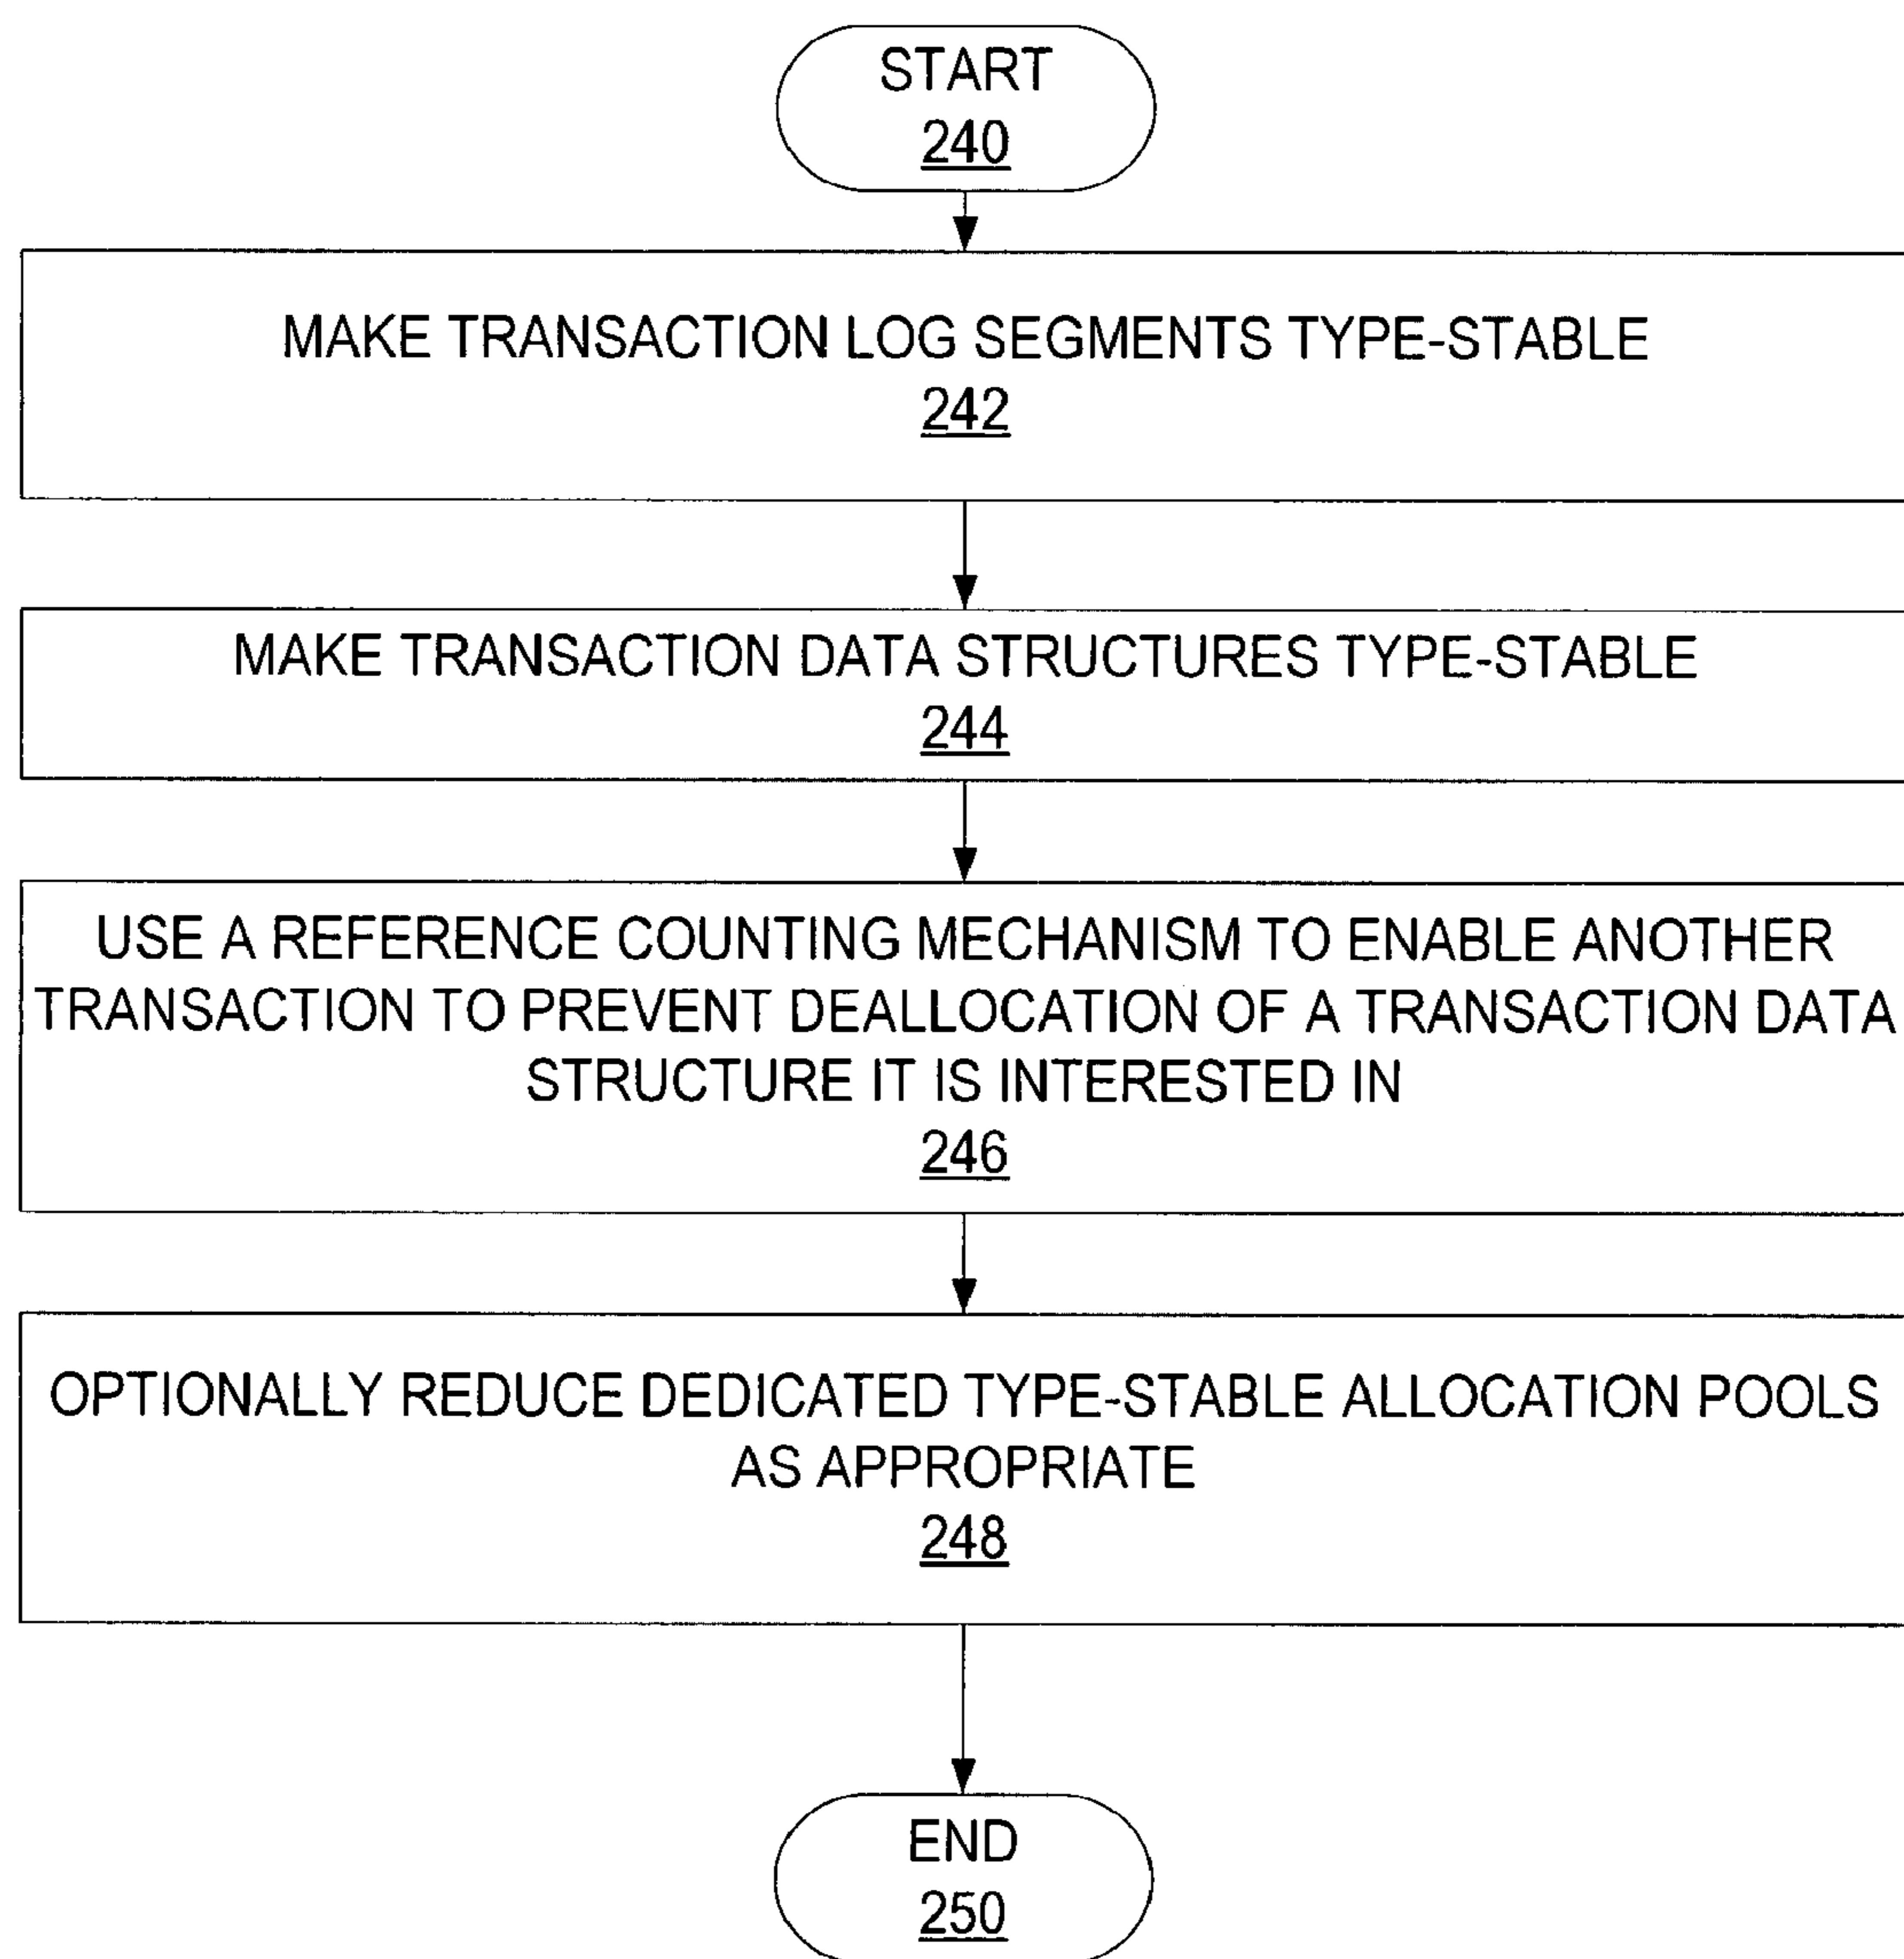 START
240
MAKE TRANSACTION LOG SEGMENTS TYPE-STABLE
242
MAKE TRANSACTION DATA STRUCTURES TYPE-STABLE
244
USE A REFERENCE COUNTING MECHANISM TO ENABLE ANOTHER
TRANSACTION TO PREVENT DEALLOCATION OF A TRANSACTION DATA
STRUCTURE IT IS INTERESTED IN
246
OPTIONALLY REDUCE DEDICATED TYPE-STABLE ALLOCATION POOLS
AS APPROPRIATE
248
END
250